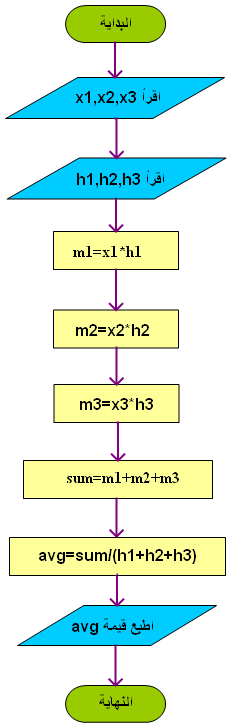 البداية
اقرأ x1,x2,x3
اقرأ h1,h2,h3
m1=x1*h1
m2=x2*h2
m3=x3*h3
sum=m1+m2+m3
avg=sum/(h1+h2+h3)
اطبع قيمة avg
النهاية